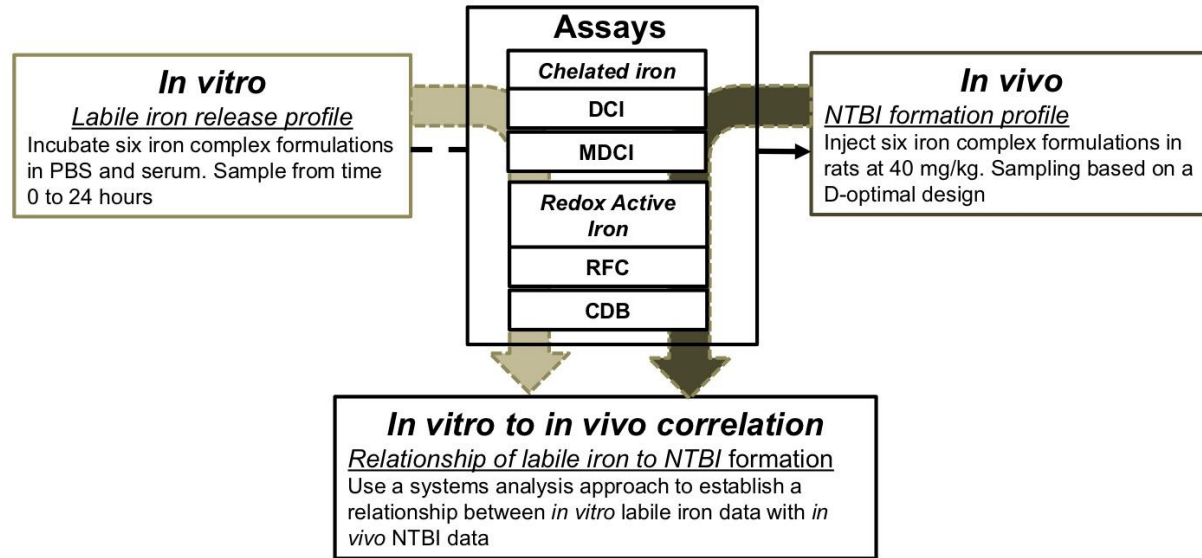 Assays
Chelated iron
DCI
MDCI
Redox Active
Iron
RFC
CDB
In vitro
Labile iron release profile
Incubate six iron complex formulations
in PBS and serum. Sample from time
0 to 24 hours
In vivo
NTBI formation profile
Inject six iron complex formulations in
rats at 40 mg/kg. Sampling based on a
D-optimal design
In vitro to in vivo correlation
Relationship of labile iron to NTBI formation
Use a systems analysis approach to establish a
relationship between in vitro labile iron data with in
vivo NTBI data